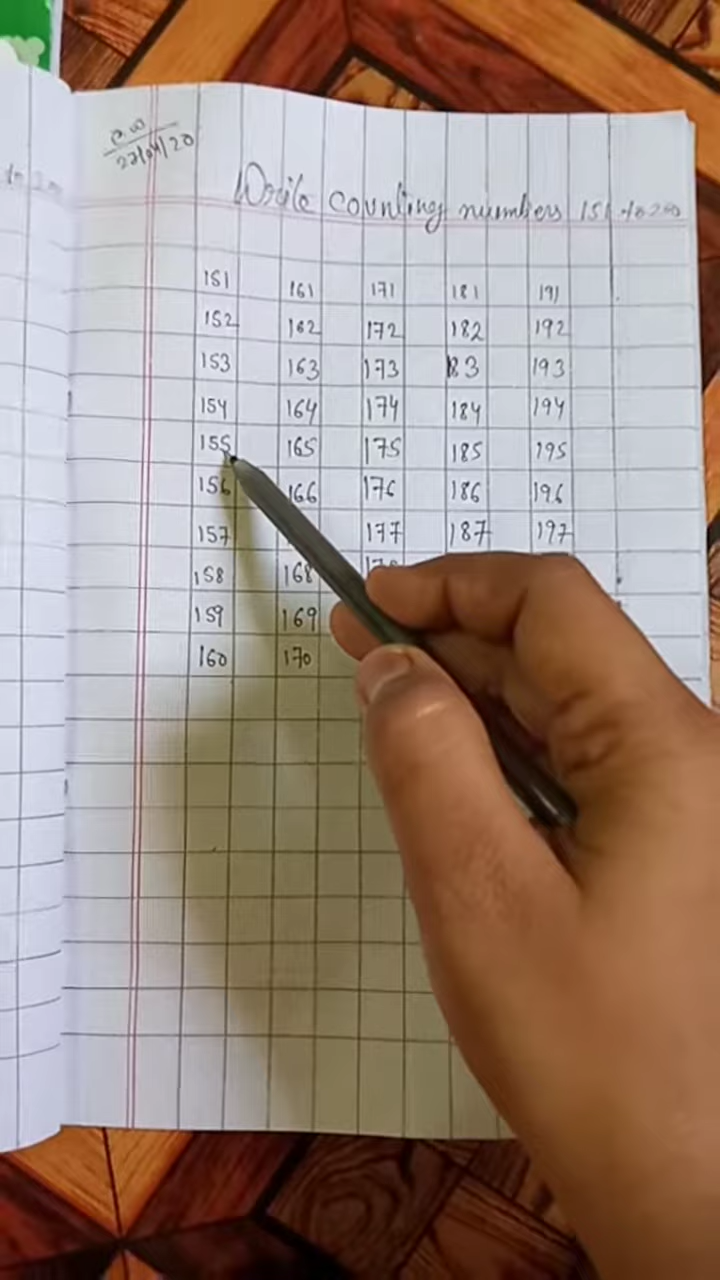 C.W
22/04/20
Write counting numbers 151 to 200
151 161 171 181 191
152 162 172 182 192
153 163 173 183 193
154 164 174 184 194
155 165 175 185 195
156 166 176 186 196
157 177 187 197
158 168
159 169
160 170